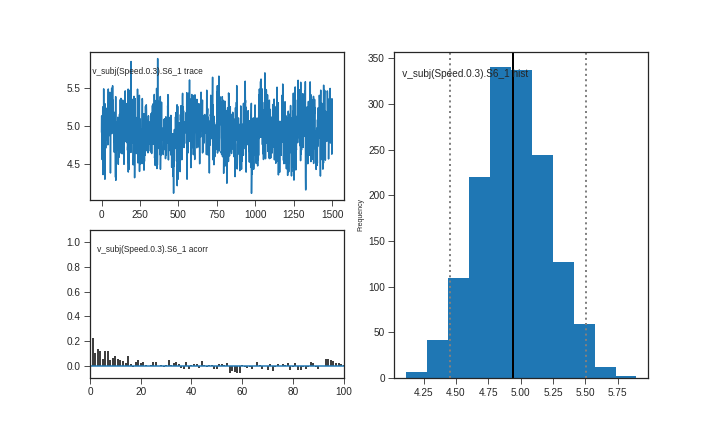 v_subj(Speed.0.3).S6_1 trace
5.5
5.0
4.5
0 250 500 750 1000 1250 1500
v_subj(Speed.0.3).S6_1 acorr
1.0
0.8
0.6
0.4
0.2
0.0
0 20 40 60 80 100
v_subj(Speed.0.3).S6_1 hist
Frequency
350
300
250
200
150
100
50
0
4.25 4.50 4.75 5.00 5.25 5.50 5.75